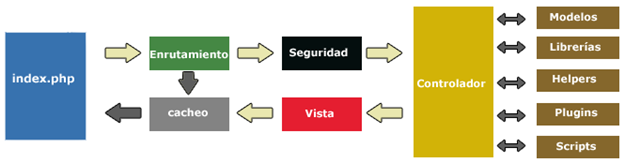 index.php
Enrutamiento
Seguridad
Controlador
cacheo
Vista
Modelos
Librerías
Helpers
Plugins
Scripts